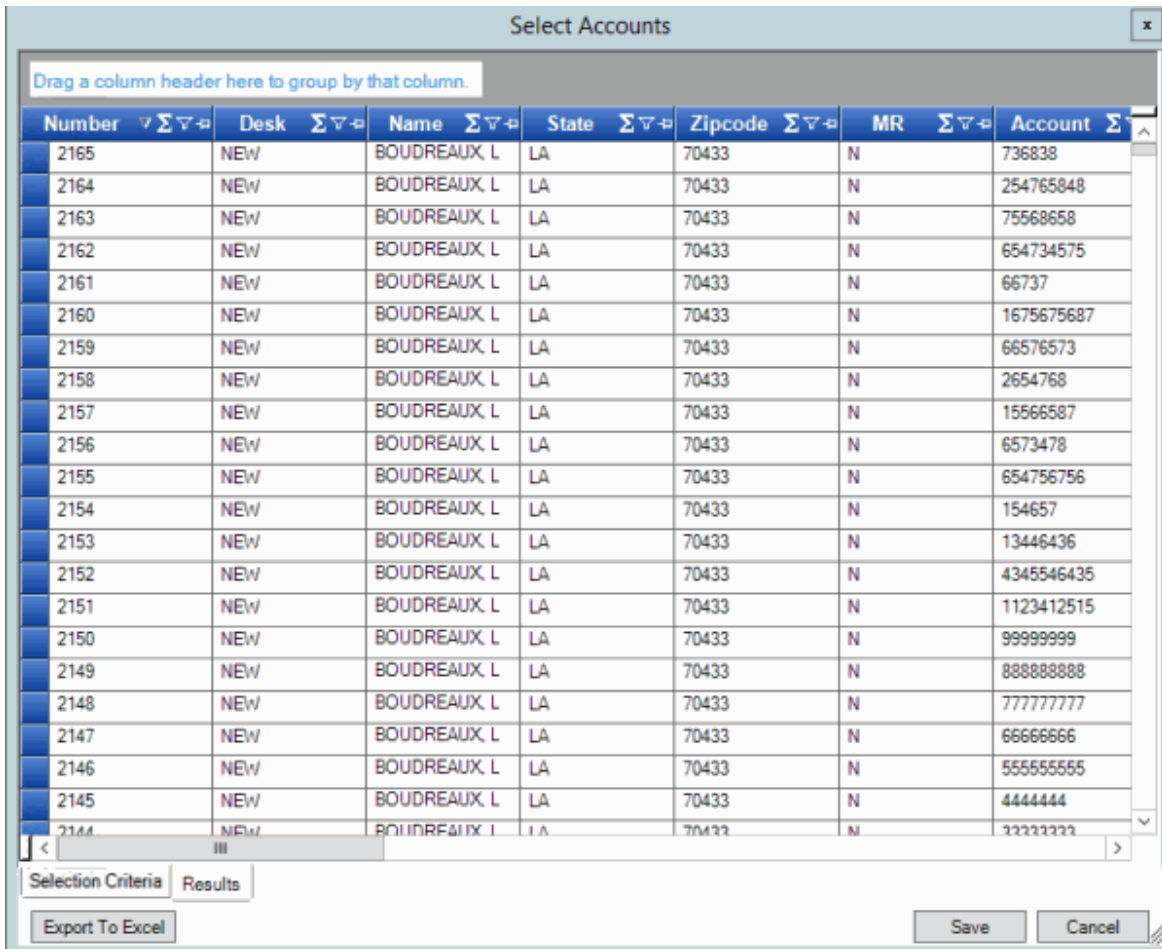 Select Accounts
x
Drag a column header here to group by that column.
Number Σ Desk Σ Name Σ State Σ Zipcode Σ MR Σ Account Σ
2165 NEW BOUDREAUX, L LA 70433 N 736838
2164 NEW BOUDREAUX, L LA 70433 N 254765848
2163 NEW BOUDREAUX, L LA 70433 N 75568658
2162 NEW BOUDREAUX, L LA 70433 N 654734575
2161 NEW BOUDREAUX, L LA 70433 N 66737
2160 NEW BOUDREAUX, L LA 70433 N 1675675687
2159 NEW BOUDREAUX, L LA 70433 N 66576573
2158 NEW BOUDREAUX, L LA 70433 N 2654768
2157 NEW BOUDREAUX, L LA 70433 N 15566587
2156 NEW BOUDREAUX, L LA 70433 N 6573478
2155 NEW BOUDREAUX, L LA 70433 N 654756756
2154 NEW BOUDREAUX, L LA 70433 N 154657
2153 NEW BOUDREAUX, L LA 70433 N 13446436
2152 NEW BOUDREAUX, L LA 70433 N 4345546435
2151 NEW BOUDREAUX, L LA 70433 N 1123412515
2150 NEW BOUDREAUX, L LA 70433 N 99999999
2149 NEW BOUDREAUX, L LA 70433 N 888888888
2148 NEW BOUDREAUX, L LA 70433 N 777777777
2147 NEW BOUDREAUX, L LA 70433 N 66666666
2146 NEW BOUDREAUX, L LA 70433 N 555555555
2145 NEW BOUDREAUX, L LA 70433 N 4444444
2144 NEW BOUDREAUX, L LA 70433 N 33333333
Selection Criteria Results
Export To Excel Save Cancel